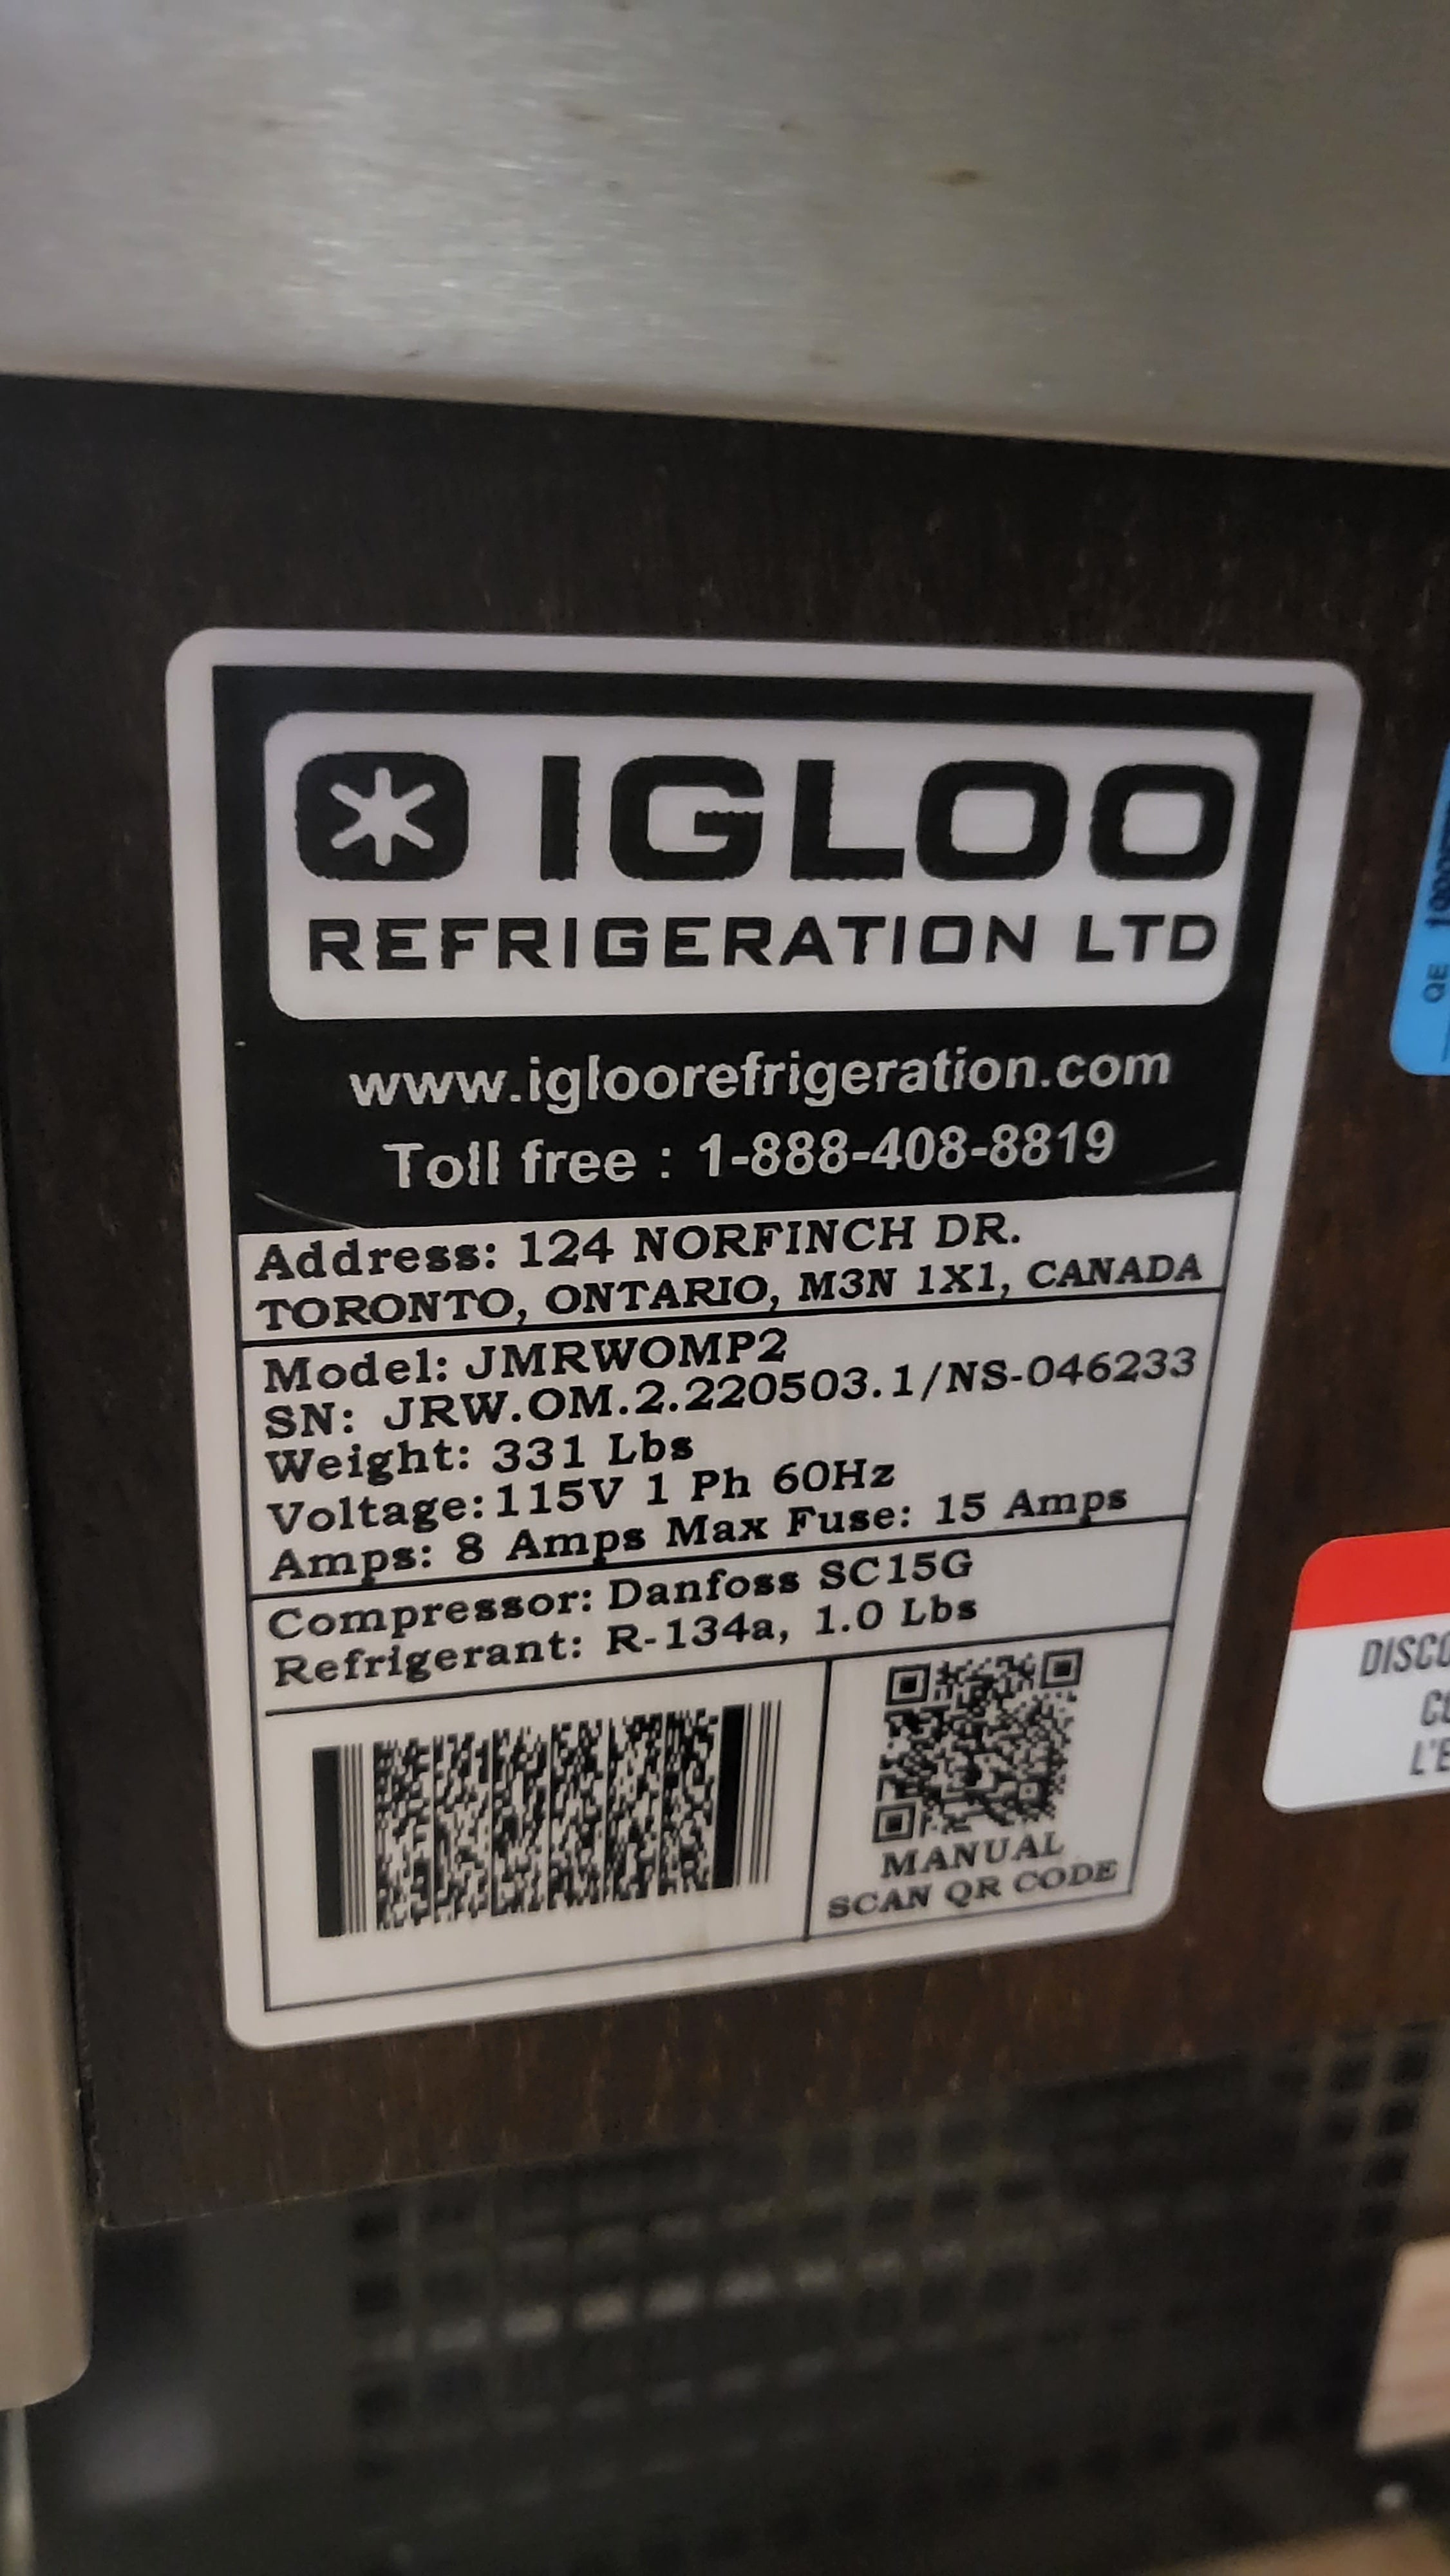 IGLOO
REFRIGERATION LTD
www.igloorefrigeration.com
Toll free : 1-888-408-8819
Address: 124 NORFINCH DR.
TORONTO, ONTARIO, M3N 1X1, CANADA
Model: JMRWOMP2
SN: JRW.OM.2.220503.1/NS-046233
Weight: 331 Lbs
Voltage:115V 1 Ph 60Hz
Amps: 8 Amps Max Fuse: 15 Amps
Compressor: Danfoss SC15G
Refrigerant: R-134a, 1.0 Lbs
MANUAL
SCAN QR CODE
QE
DISCO
L'E